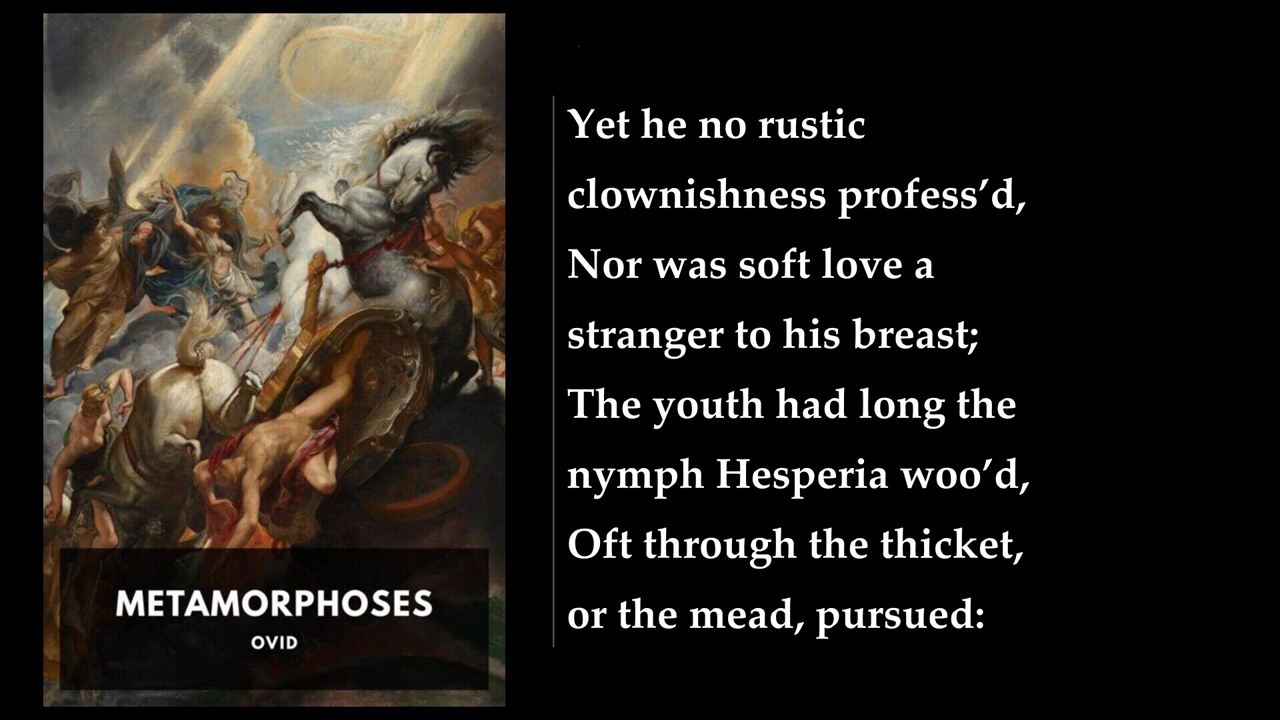 METAMORPHOSES
OVID
Yet he no rustic
clownishness profess’d,
Nor was soft love a
stranger to his breast;
The youth had long the
nymph Hesperia woo’d,
Oft through the thicket,
or the mead, pursued: